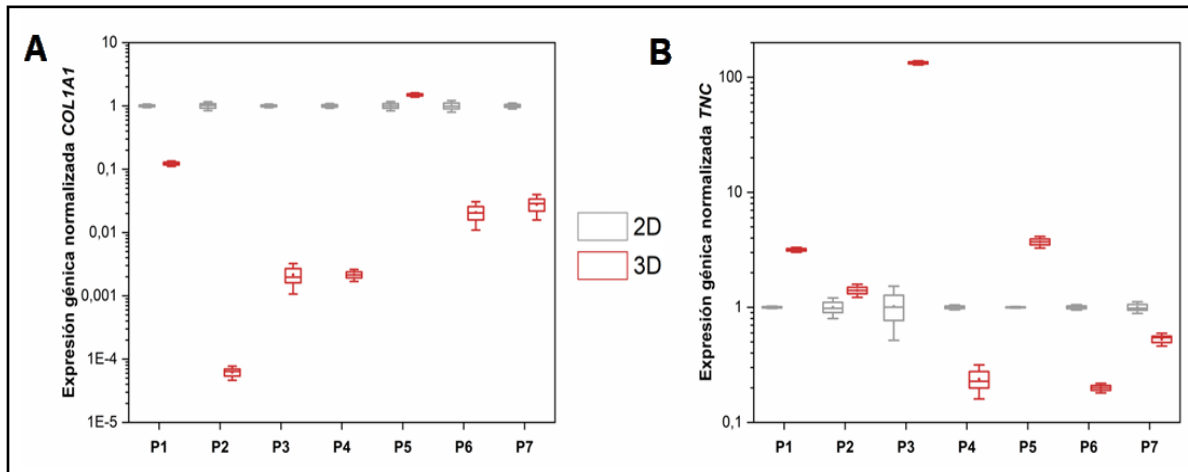 A
Expresión génica normalizada COL1A1
10
1
0,1
0,01
0,001
1E-4
1E-5
P1 P2 P3 P4 P5 P6 P7
2D
3D
B
Expresión génica normalizada TNC
100
10
1
0,1
P1 P2 P3 P4 P5 P6 P7